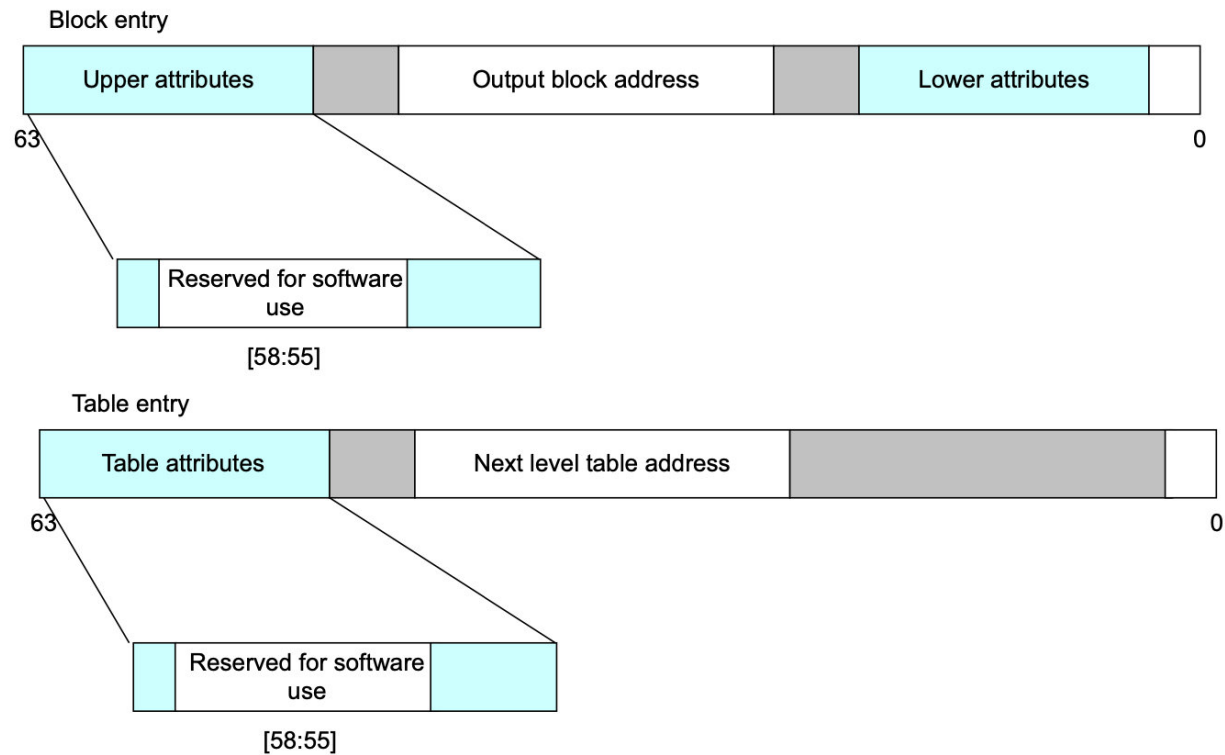 Block entry
Upper attributes
Output block address
Lower attributes
63
0
Reserved for software
use
[58:55]
Table entry
Table attributes
Next level table address
63
0
Reserved for software
use
[58:55]